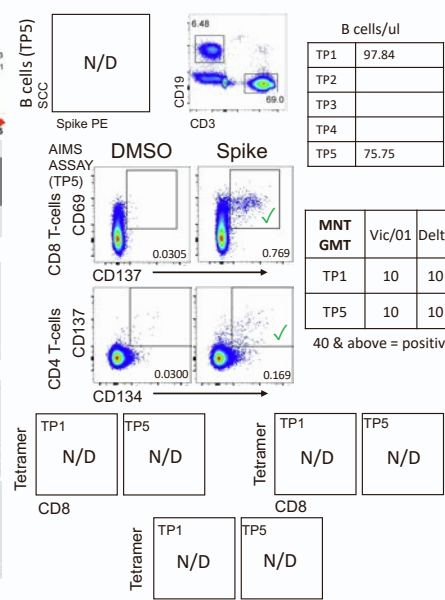 B cells (TP5)
SCC
N/D
Spike PE
6.48
69.0
CD19
CD3
B cells/ul
TP1 97.84
TP2
TP3
TP4
TP5 75.75
AIMS
ASSAY
(TP5)
DMSO Spike
CD8 T-cells
CD69
0.0305 0.769
CD137
CD4 T-cells
CD137
0.0300 0.169
CD134
MNT
GMT Vic/01 Delt
TP1 10 10
TP5 10 10
40 & above = positiv
Tetramer
TP1 TP5
N/D N/D
CD8
Tetramer
TP1 TP5
N/D N/D
CD8
Tetramer
TP1 TP5
N/D N/D